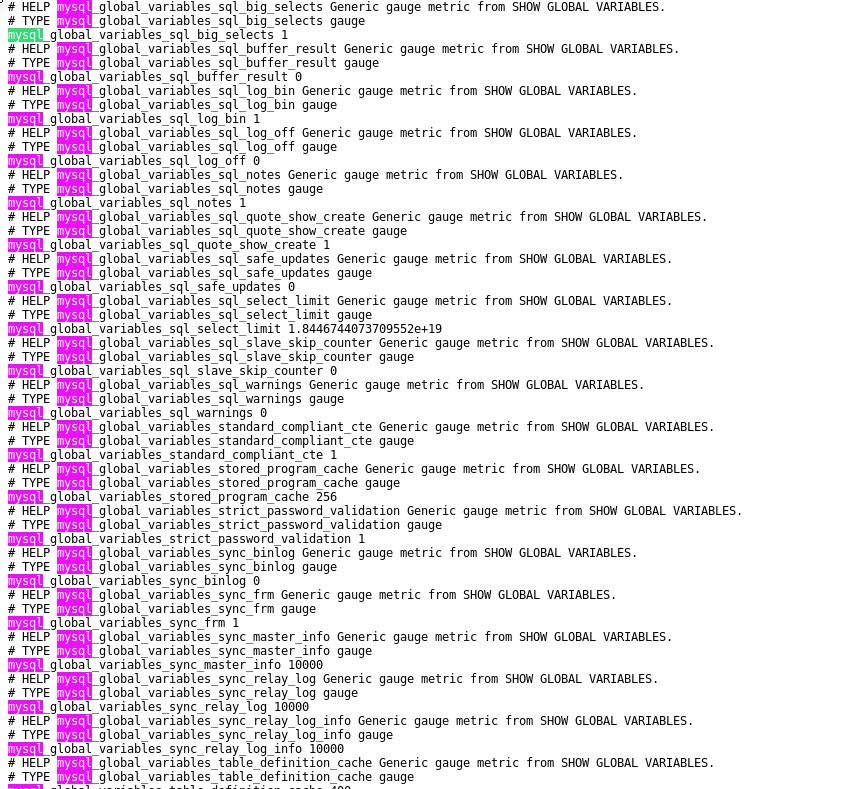 # HELP mysql_global_variables_sql_big_selects Generic gauge metric from SHOW GLOBAL VARIABLES.
# TYPE mysql_global_variables_sql_big_selects gauge
mysql_global_variables_sql_big_selects 1
# HELP mysql_global_variables_sql_buffer_result Generic gauge metric from SHOW GLOBAL VARIABLES.
# TYPE mysql_global_variables_sql_buffer_result gauge
mysql_global_variables_sql_buffer_result 0
# HELP mysql_global_variables_sql_log_bin Generic gauge metric from SHOW GLOBAL VARIABLES.
# TYPE mysql_global_variables_sql_log_bin gauge
mysql_global_variables_sql_log_bin 1
# HELP mysql_global_variables_sql_log_off Generic gauge metric from SHOW GLOBAL VARIABLES.
# TYPE mysql_global_variables_sql_log_off gauge
mysql_global_variables_sql_log_off 0
# HELP mysql_global_variables_sql_notes Generic gauge metric from SHOW GLOBAL VARIABLES.
# TYPE mysql_global_variables_sql_notes gauge
mysql_global_variables_sql_notes 1
# HELP mysql_global_variables_sql_quote_show_create Generic gauge metric from SHOW GLOBAL VARIABLES.
# TYPE mysql_global_variables_sql_quote_show_create gauge
mysql_global_variables_sql_quote_show_create 1
# HELP mysql_global_variables_sql_safe_updates Generic gauge metric from SHOW GLOBAL VARIABLES.
# TYPE mysql_global_variables_sql_safe_updates gauge
mysql_global_variables_sql_safe_updates 0
# HELP mysql_global_variables_sql_select_limit Generic gauge metric from SHOW GLOBAL VARIABLES.
# TYPE mysql_global_variables_sql_select_limit gauge
mysql_global_variables_sql_select_limit 1.8446744073709552e+19
# HELP mysql_global_variables_sql_slave_skip_counter Generic gauge metric from SHOW GLOBAL VARIABLES.
# TYPE mysql_global_variables_sql_slave_skip_counter gauge
mysql_global_variables_sql_slave_skip_counter 0
# HELP mysql_global_variables_sql_warnings Generic gauge metric from SHOW GLOBAL VARIABLES.
# TYPE mysql_global_variables_sql_warnings gauge
mysql_global_variables_sql_warnings 0
# HELP mysql_global_variables_standard_compliant_cte Generic gauge metric from SHOW GLOBAL VARIABLES.
# TYPE mysql_global_variables_standard_compliant_cte gauge
mysql_global_variables_standard_compliant_cte 1
# HELP mysql_global_variables_stored_program_cache Generic gauge metric from SHOW GLOBAL VARIABLES.
# TYPE mysql_global_variables_stored_program_cache gauge
mysql_global_variables_stored_program_cache 256
# HELP mysql_global_variables_strict_password_validation Generic gauge metric from SHOW GLOBAL VARIABLES.
# TYPE mysql_global_variables_strict_password_validation gauge
mysql_global_variables_strict_password_validation 1
# HELP mysql_global_variables_sync_binlog Generic gauge metric from SHOW GLOBAL VARIABLES.
# TYPE mysql_global_variables_sync_binlog gauge
mysql_global_variables_sync_binlog 0
# HELP mysql_global_variables_sync_frm Generic gauge metric from SHOW GLOBAL VARIABLES.
# TYPE mysql_global_variables_sync_frm gauge
mysql_global_variables_sync_frm 1
# HELP mysql_global_variables_sync_master_info Generic gauge metric from SHOW GLOBAL VARIABLES.
# TYPE mysql_global_variables_sync_master_info gauge
mysql_global_variables_sync_master_info 10000
# HELP mysql_global_variables_sync_relay_log Generic gauge metric from SHOW GLOBAL VARIABLES.
# TYPE mysql_global_variables_sync_relay_log gauge
mysql_global_variables_sync_relay_log 10000
# HELP mysql_global_variables_sync_relay_log_info Generic gauge metric from SHOW GLOBAL VARIABLES.
# TYPE mysql_global_variables_sync_relay_log_info gauge
mysql_global_variables_sync_relay_log_info 10000
# HELP mysql_global_variables_table_definition_cache Generic gauge metric from SHOW GLOBAL VARIABLES.
# TYPE mysql_global_variables_table_definition_cache gauge